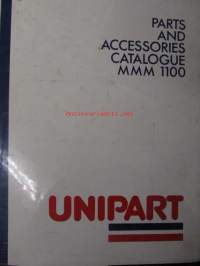 PARTS
AND
ACCESSORIES
CATALOGUE
MMM 1100
UNIPART